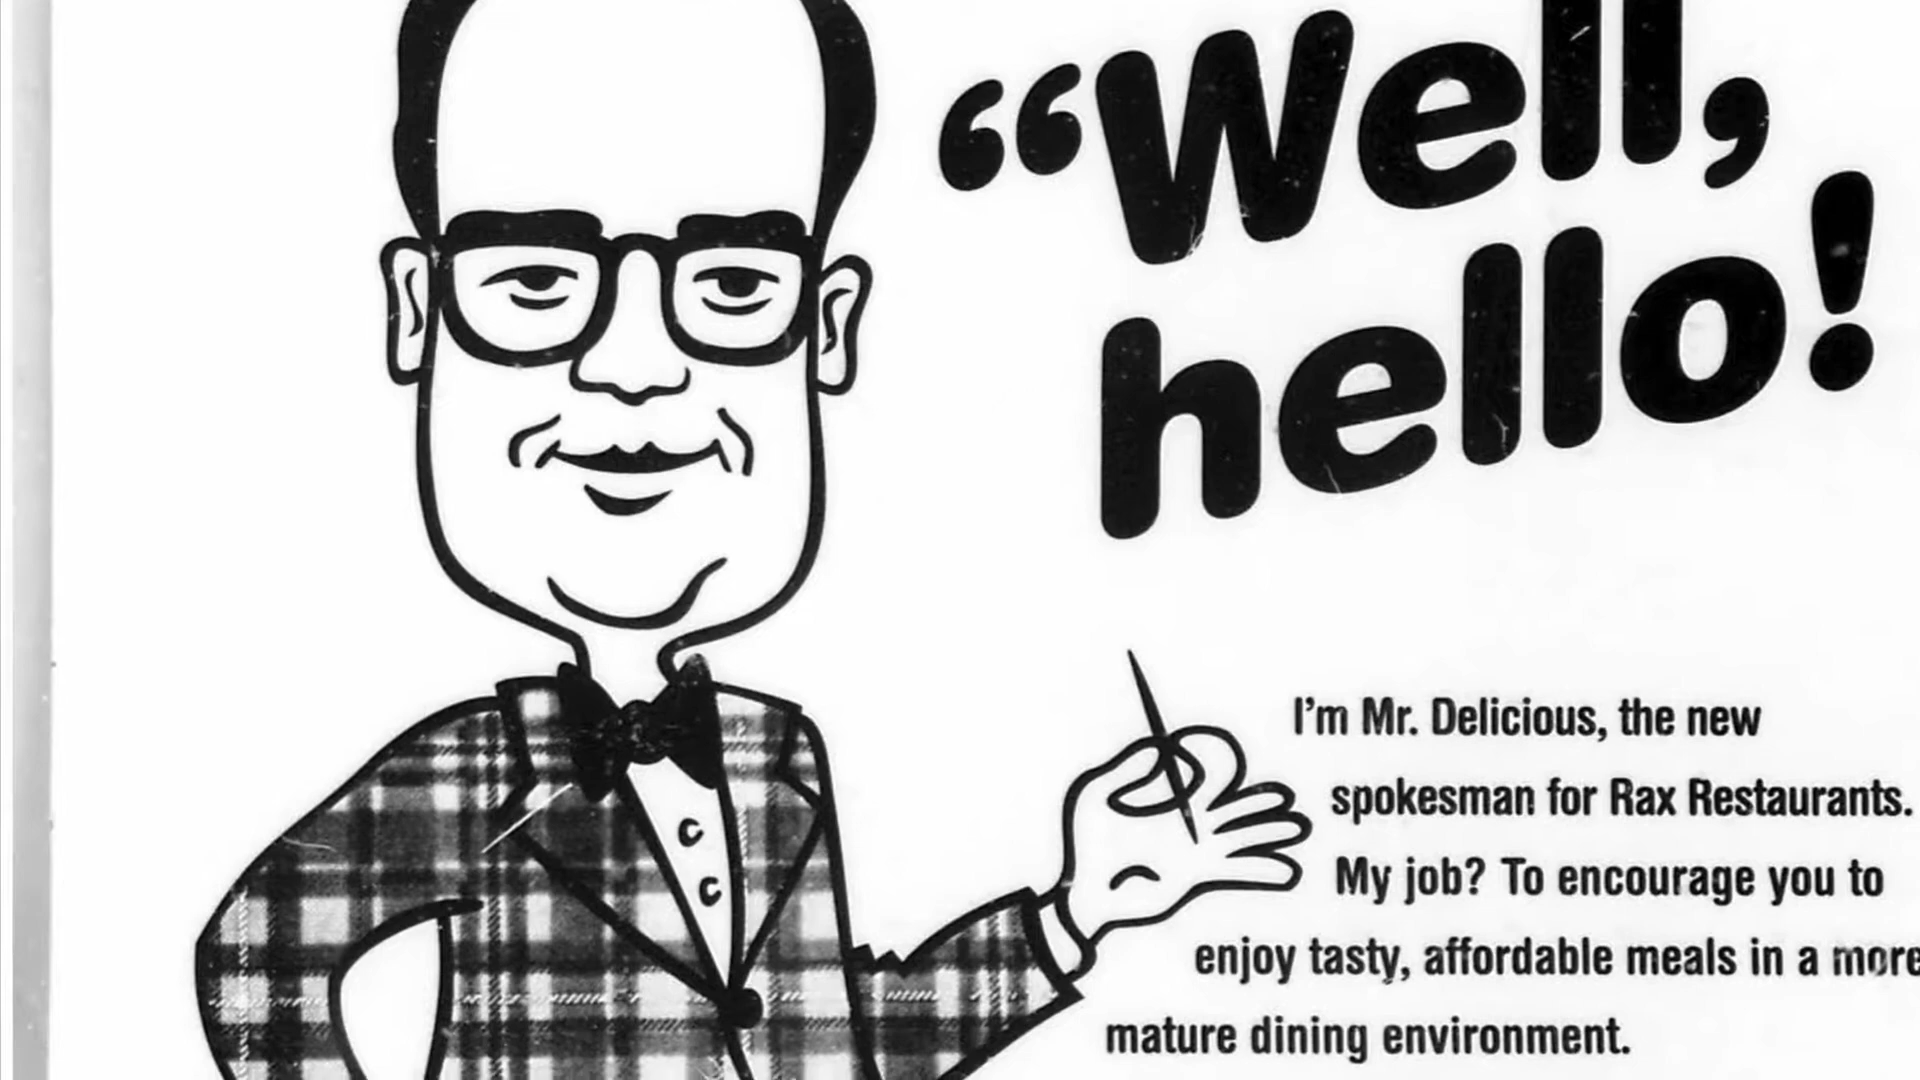 “Well,
hello!
I’m Mr. Delicious, the new
spokesman for Rax Restaurants.
My job? To encourage you to
enjoy tasty, affordable meals in a more
mature dining environment.